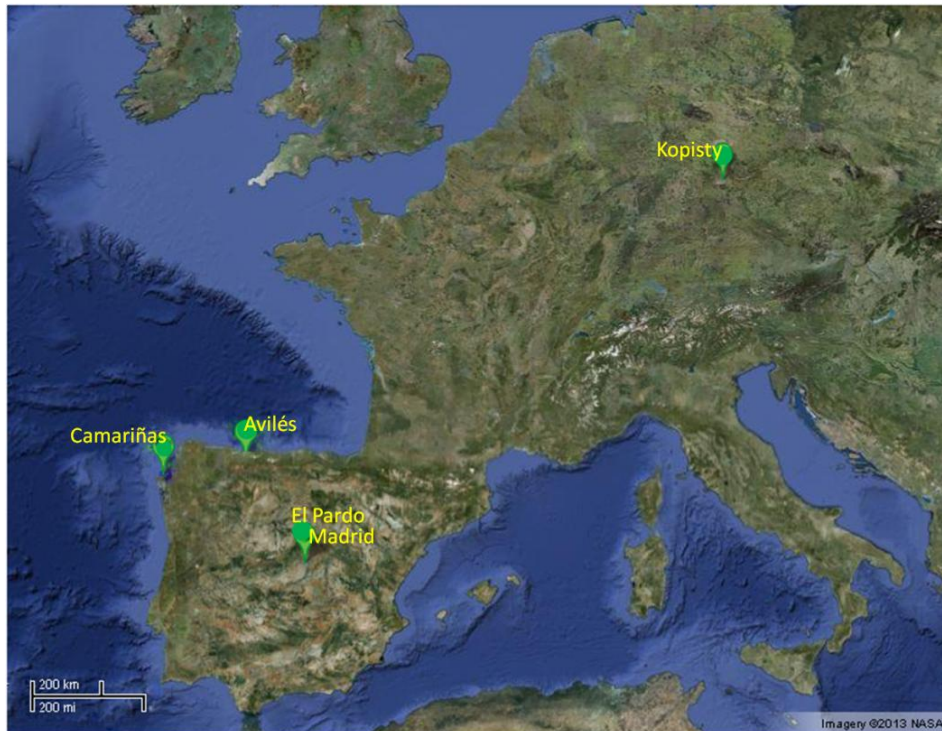 Kopisty
Avilés
Camariñas
El Pardo
Madrid
200 km
200 mi
Imagery ©2013 NASA